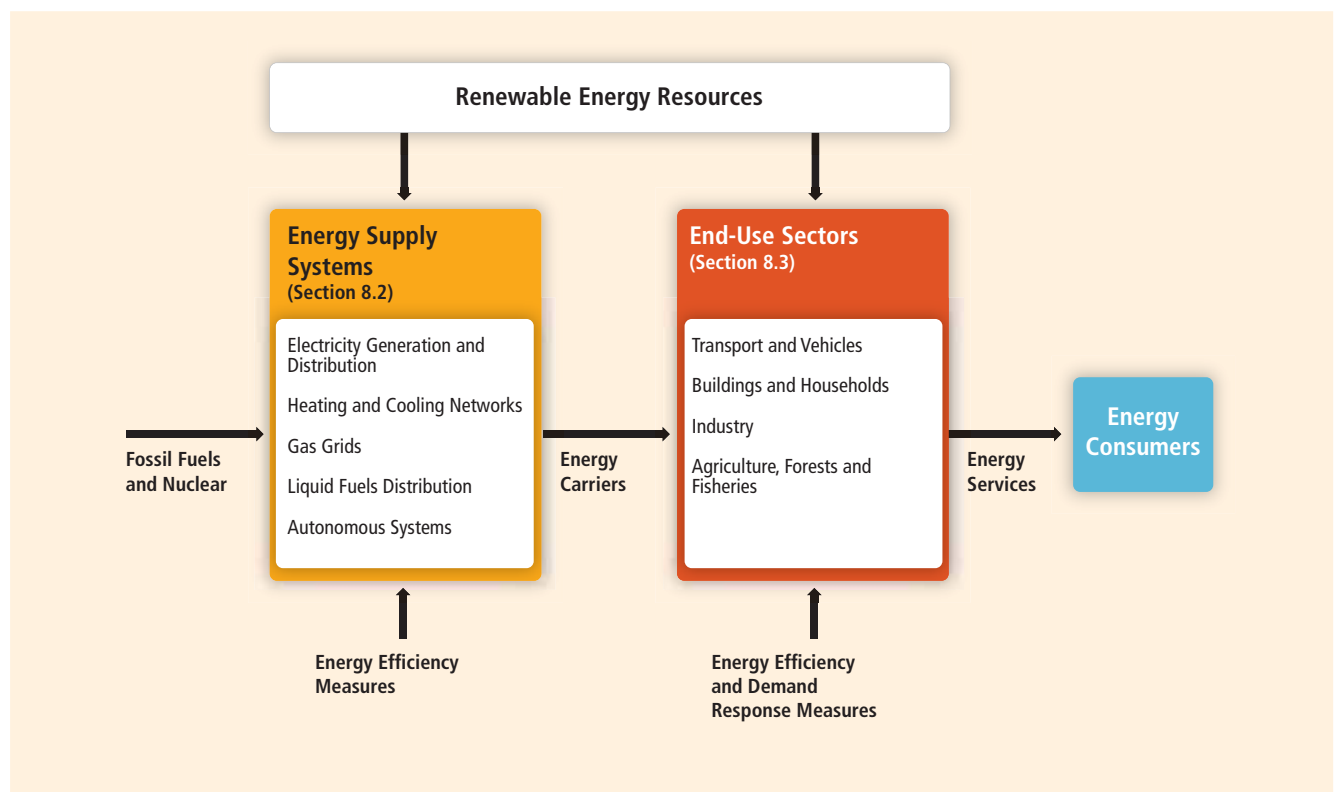 Renewable Energy Resources
Energy Supply
Systems
(Section 8.2)
Electricity Generation and
Distribution
Heating and Cooling Networks
Gas Grids
Liquid Fuels Distribution
Autonomous Systems
End-Use Sectors
(Section 8.3)
Transport and Vehicles
Buildings and Households
Industry
Agriculture, Forests and
Fisheries
Energy
Consumers
Fossil Fuels
and Nuclear
Energy
Carriers
Energy
Services
Energy Efficiency
Measures
Energy Efficiency
and Demand
Response Measures